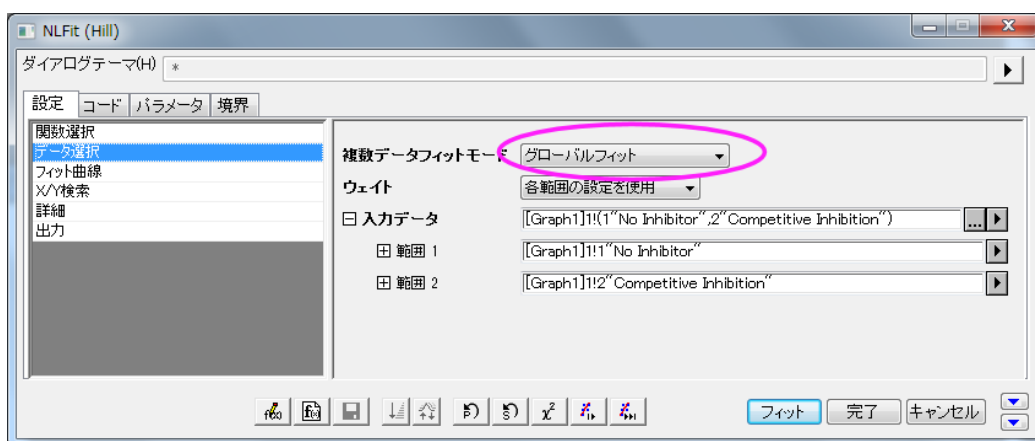 NLFit (Hill)
ダイアログテーマ(H) *
設定 コード パラメータ 境界
関数選択
データ選択
フィット曲線
X/Y検索
詳細
出力
複数データフィットモード グローバルフィット
ウェイト 各範囲の設定を使用
入力データ [Graph1]1!(1"No Inhibitor",2"Competitive Inhibition") ...
範囲 1 [Graph1]1!1"No Inhibitor"
範囲 2 [Graph1]1!2"Competitive Inhibition"
フィット 完了 キャンセル